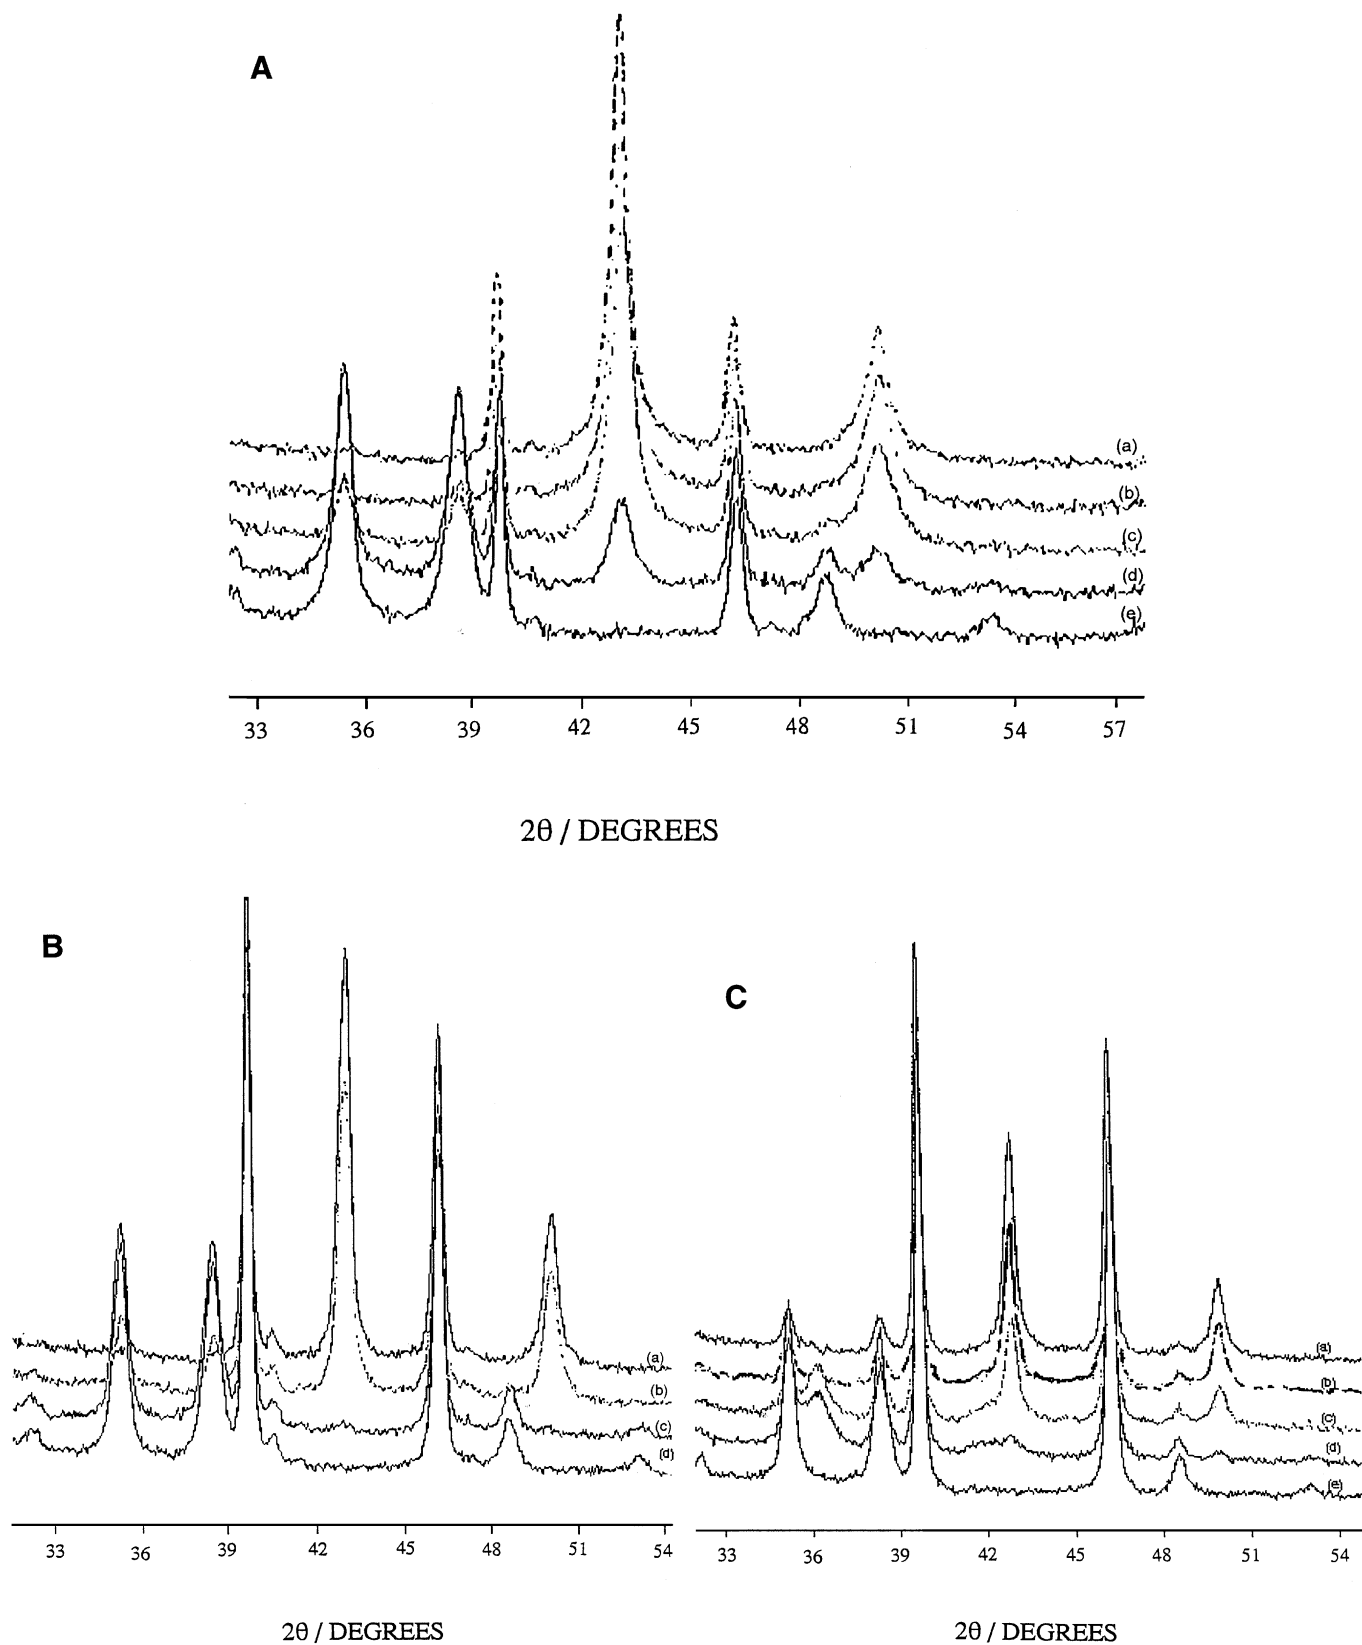 A
(a)
(b)
(c)
(d)
(e)
33 36 39 42 45 48 51 54 57
2θ / DEGREES
B
(a)
(b)
(c)
(d)
33 36 39 42 45 48 51 54
2θ / DEGREES
C
(a)
(b)
(c)
(d)
(e)
33 36 39 42 45 48 51 54
2θ / DEGREES